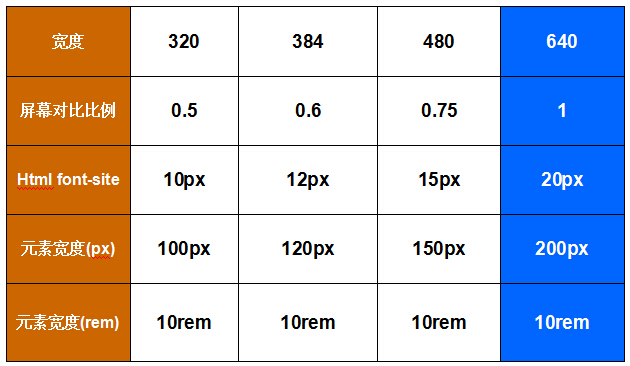 宽度 320 384 480 640
屏幕对比比例 0.5 0.6 0.75 1
Html font-site 10px 12px 15px 20px
元素宽度(px) 100px 120px 150px 200px
元素宽度(rem) 10rem 10rem 10rem 10rem